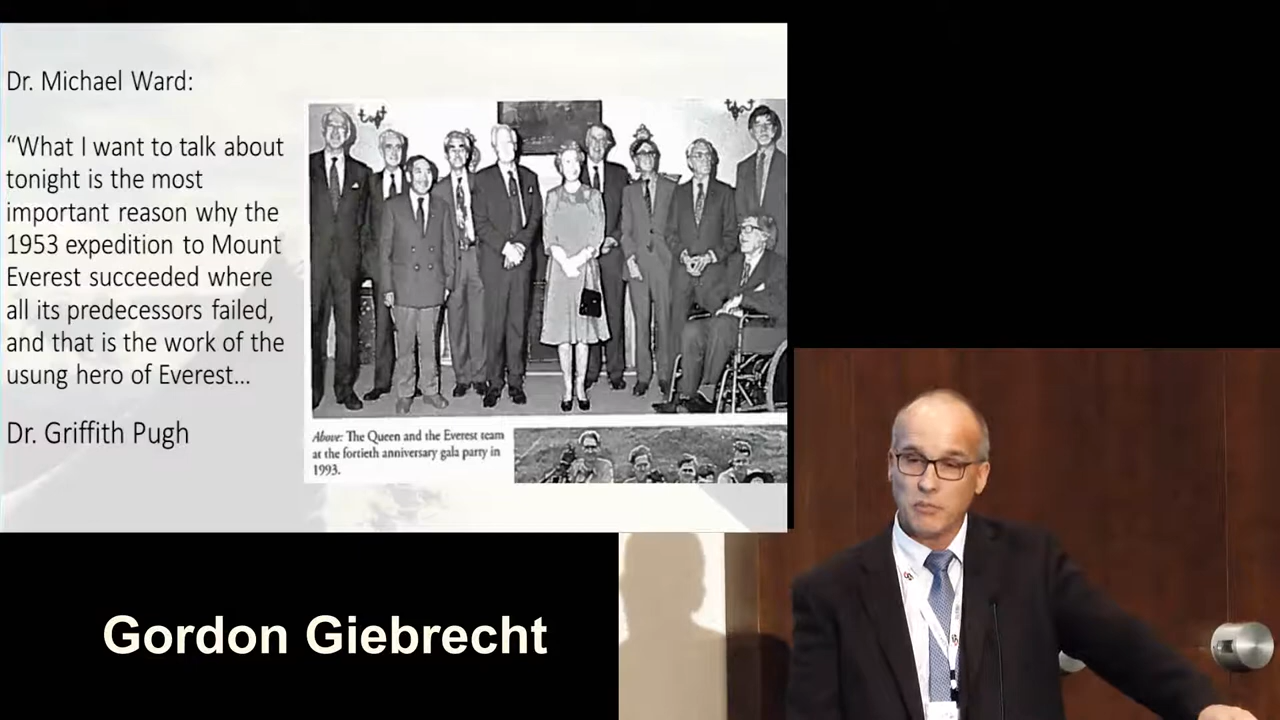 Dr. Michael Ward:
“What I want to talk about
tonight is the most
important reason why the
1953 expedition to Mount
Everest succeeded where
all its predecessors failed,
and that is the work of the
usung hero of Everest...
Dr. Griffith Pugh
Above: The Queen and the Everest team
at the fortieth anniversary gala party in
1993.
Gordon Giebrecht